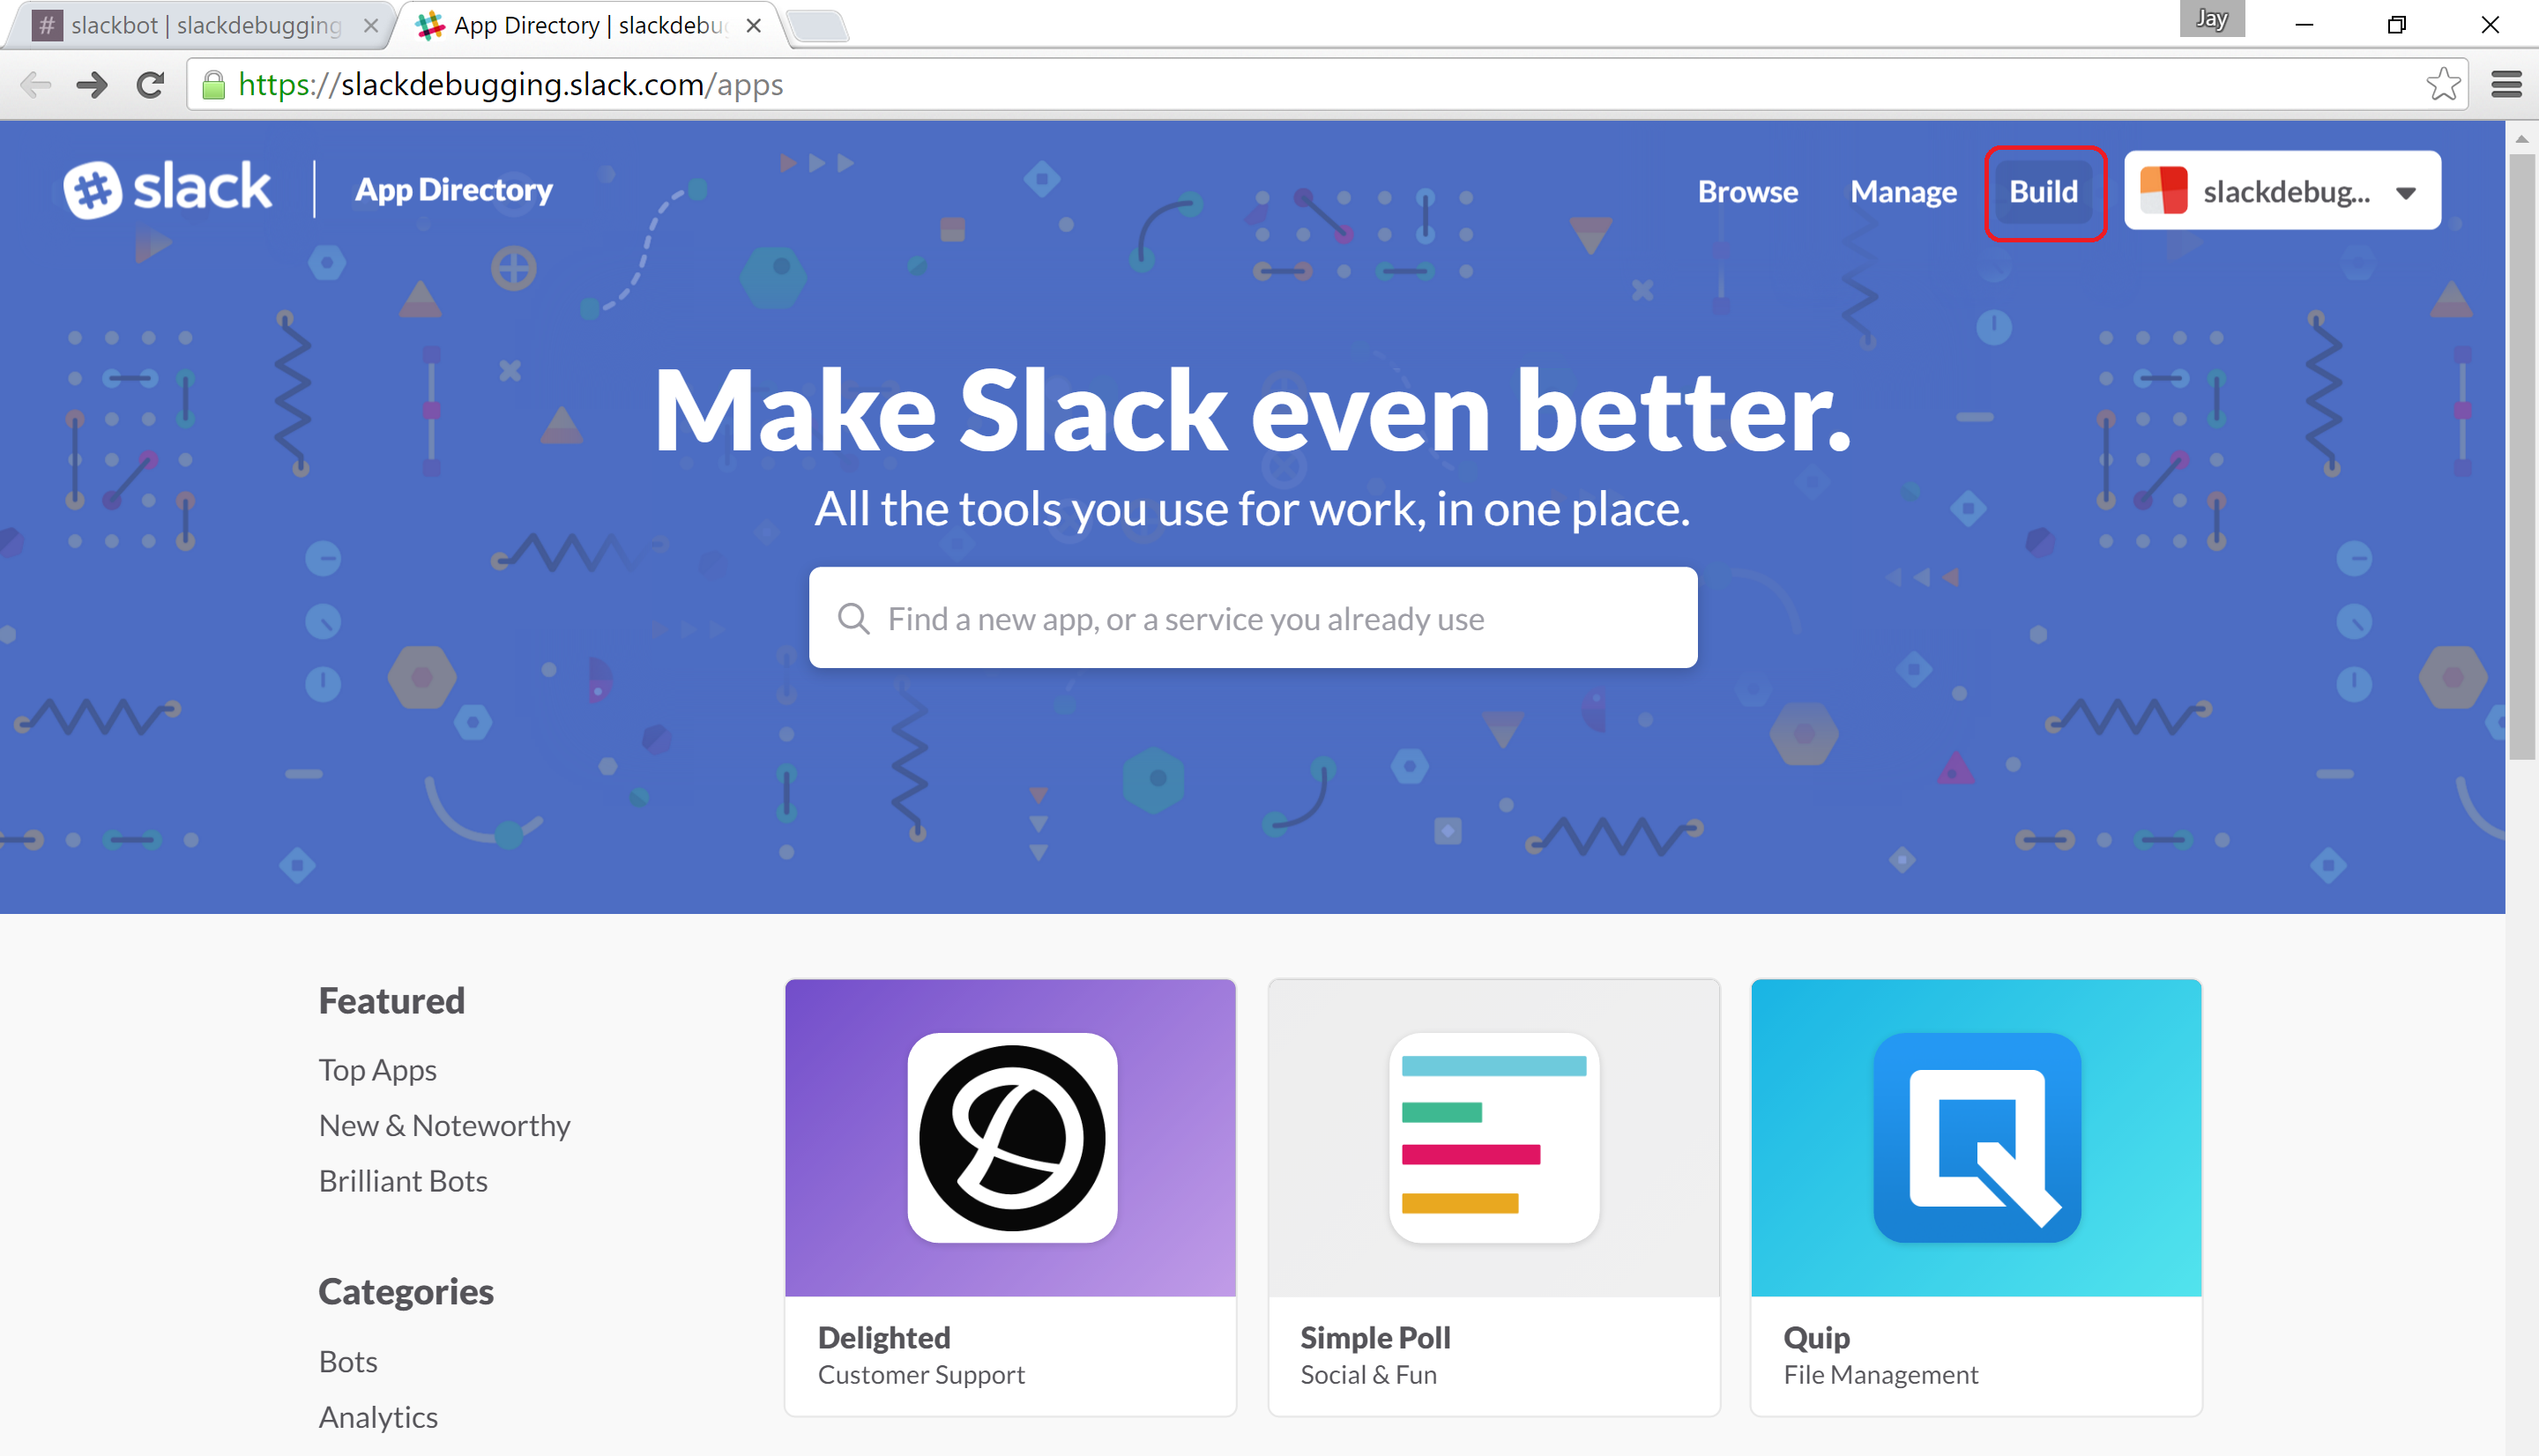 # slackbot | slackdebugging
App Directory | slackdebu
Jay
https://slackdebugging.slack.com/apps
slack
App Directory
Browse
Manage
Build
slackdebug...
Make Slack even better.
All the tools you use for work, in one place.
Find a new app, or a service you already use
Featured
Top Apps
New & Noteworthy
Brilliant Bots
Categories
Bots
Analytics
Delighted
Customer Support
Simple Poll
Social & Fun
Quip
File Management